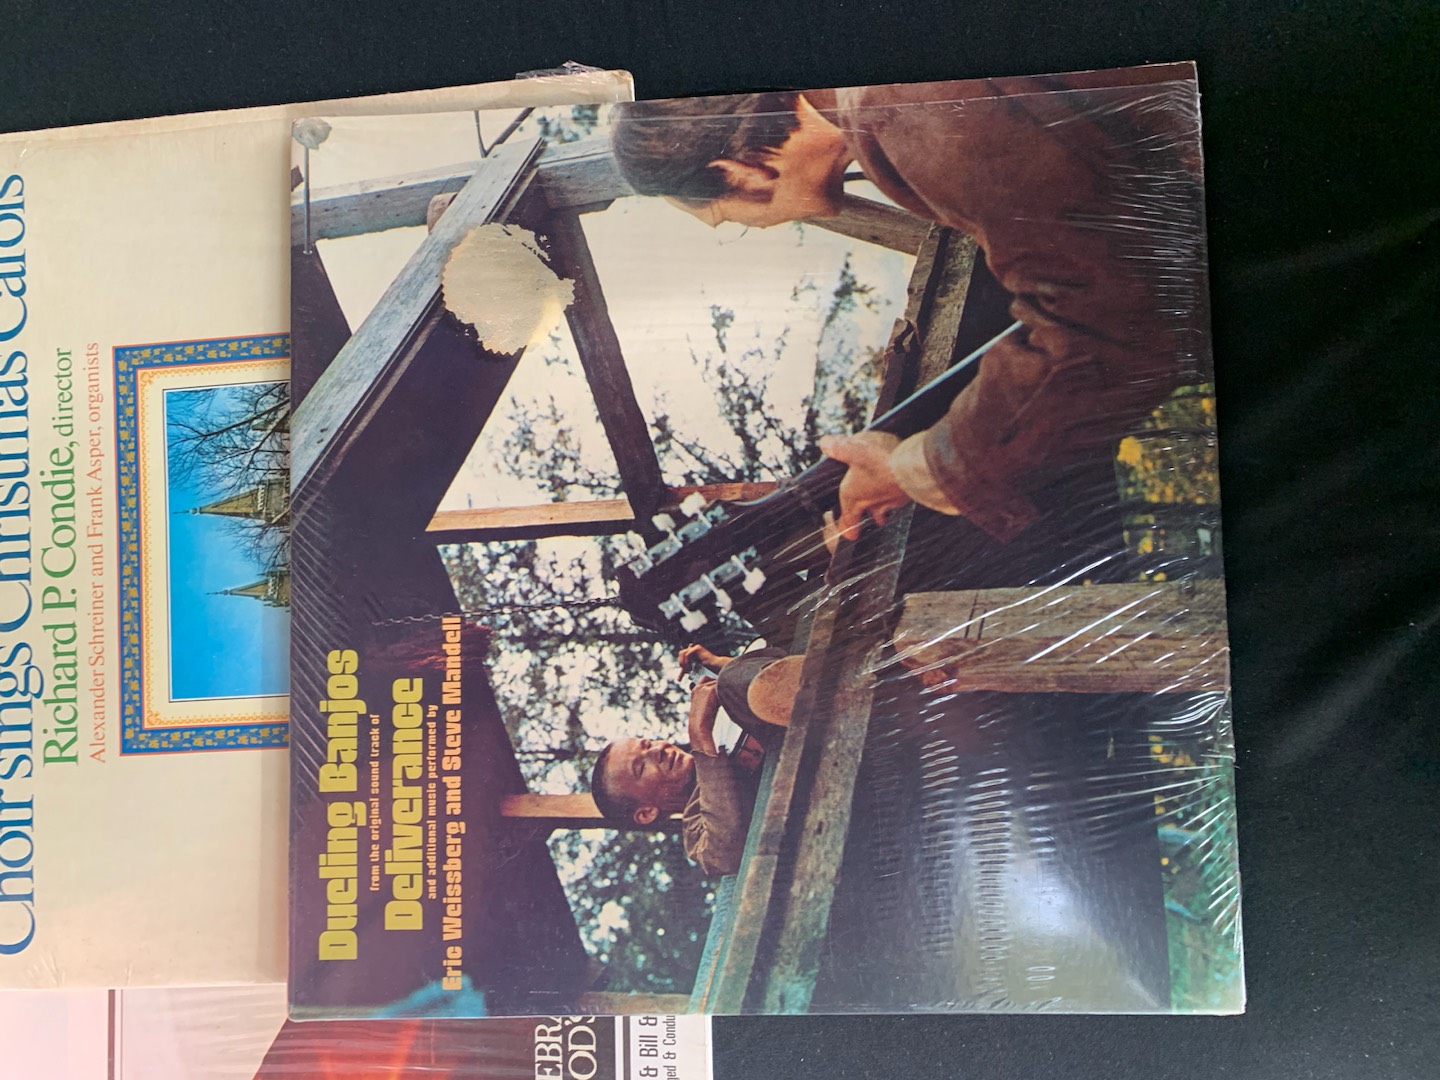 Dueling Banjos
from the original sound track of
Deliverance
and additional music performed by
Eric Weissberg and Steve Mandell
Choir sings Christmas Carols
Richard P. Condie, director
Alexander Schreiner and Frank Asper, organists
& Bill &